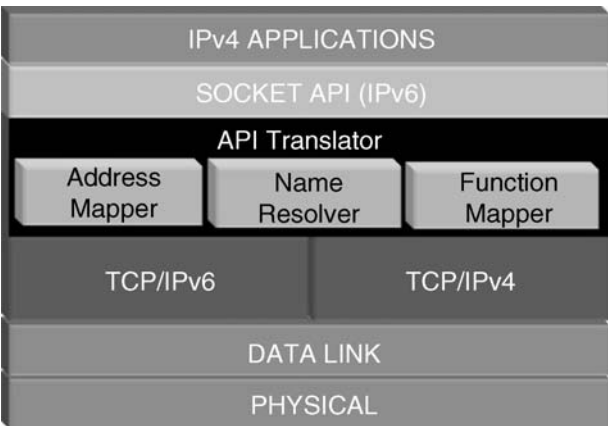 IPv4 APPLICATIONS
SOCKET API (IPv6)
API Translator
Address
Mapper
Name
Resolver
Function
Mapper
TCP/IPv6
TCP/IPv4
DATA LINK
PHYSICAL